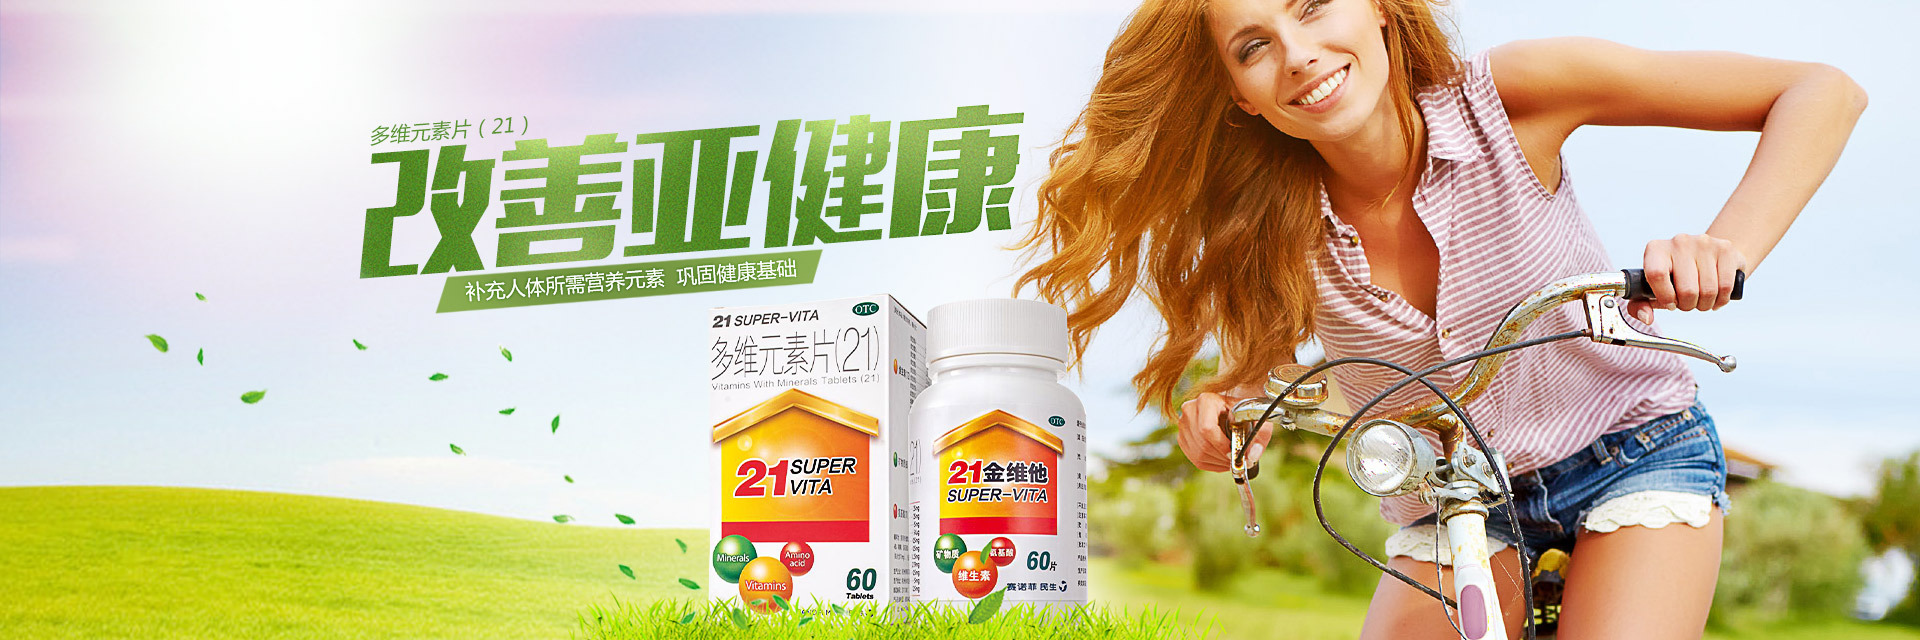 多维元素片（21）
改善亚健康
补充人体所需营养元素 巩固健康基础
21 SUPER-VITA
OTC
多维元素片(21)
Vitamins With Minerals Tablets (21)
21 SUPER
VITA
Minerals
Amino
acid
Vitamins
60
Tablets
OTC
21金维他
SUPER-VITA
矿物质
氨基酸
维生素
60片
赛诺菲 民生